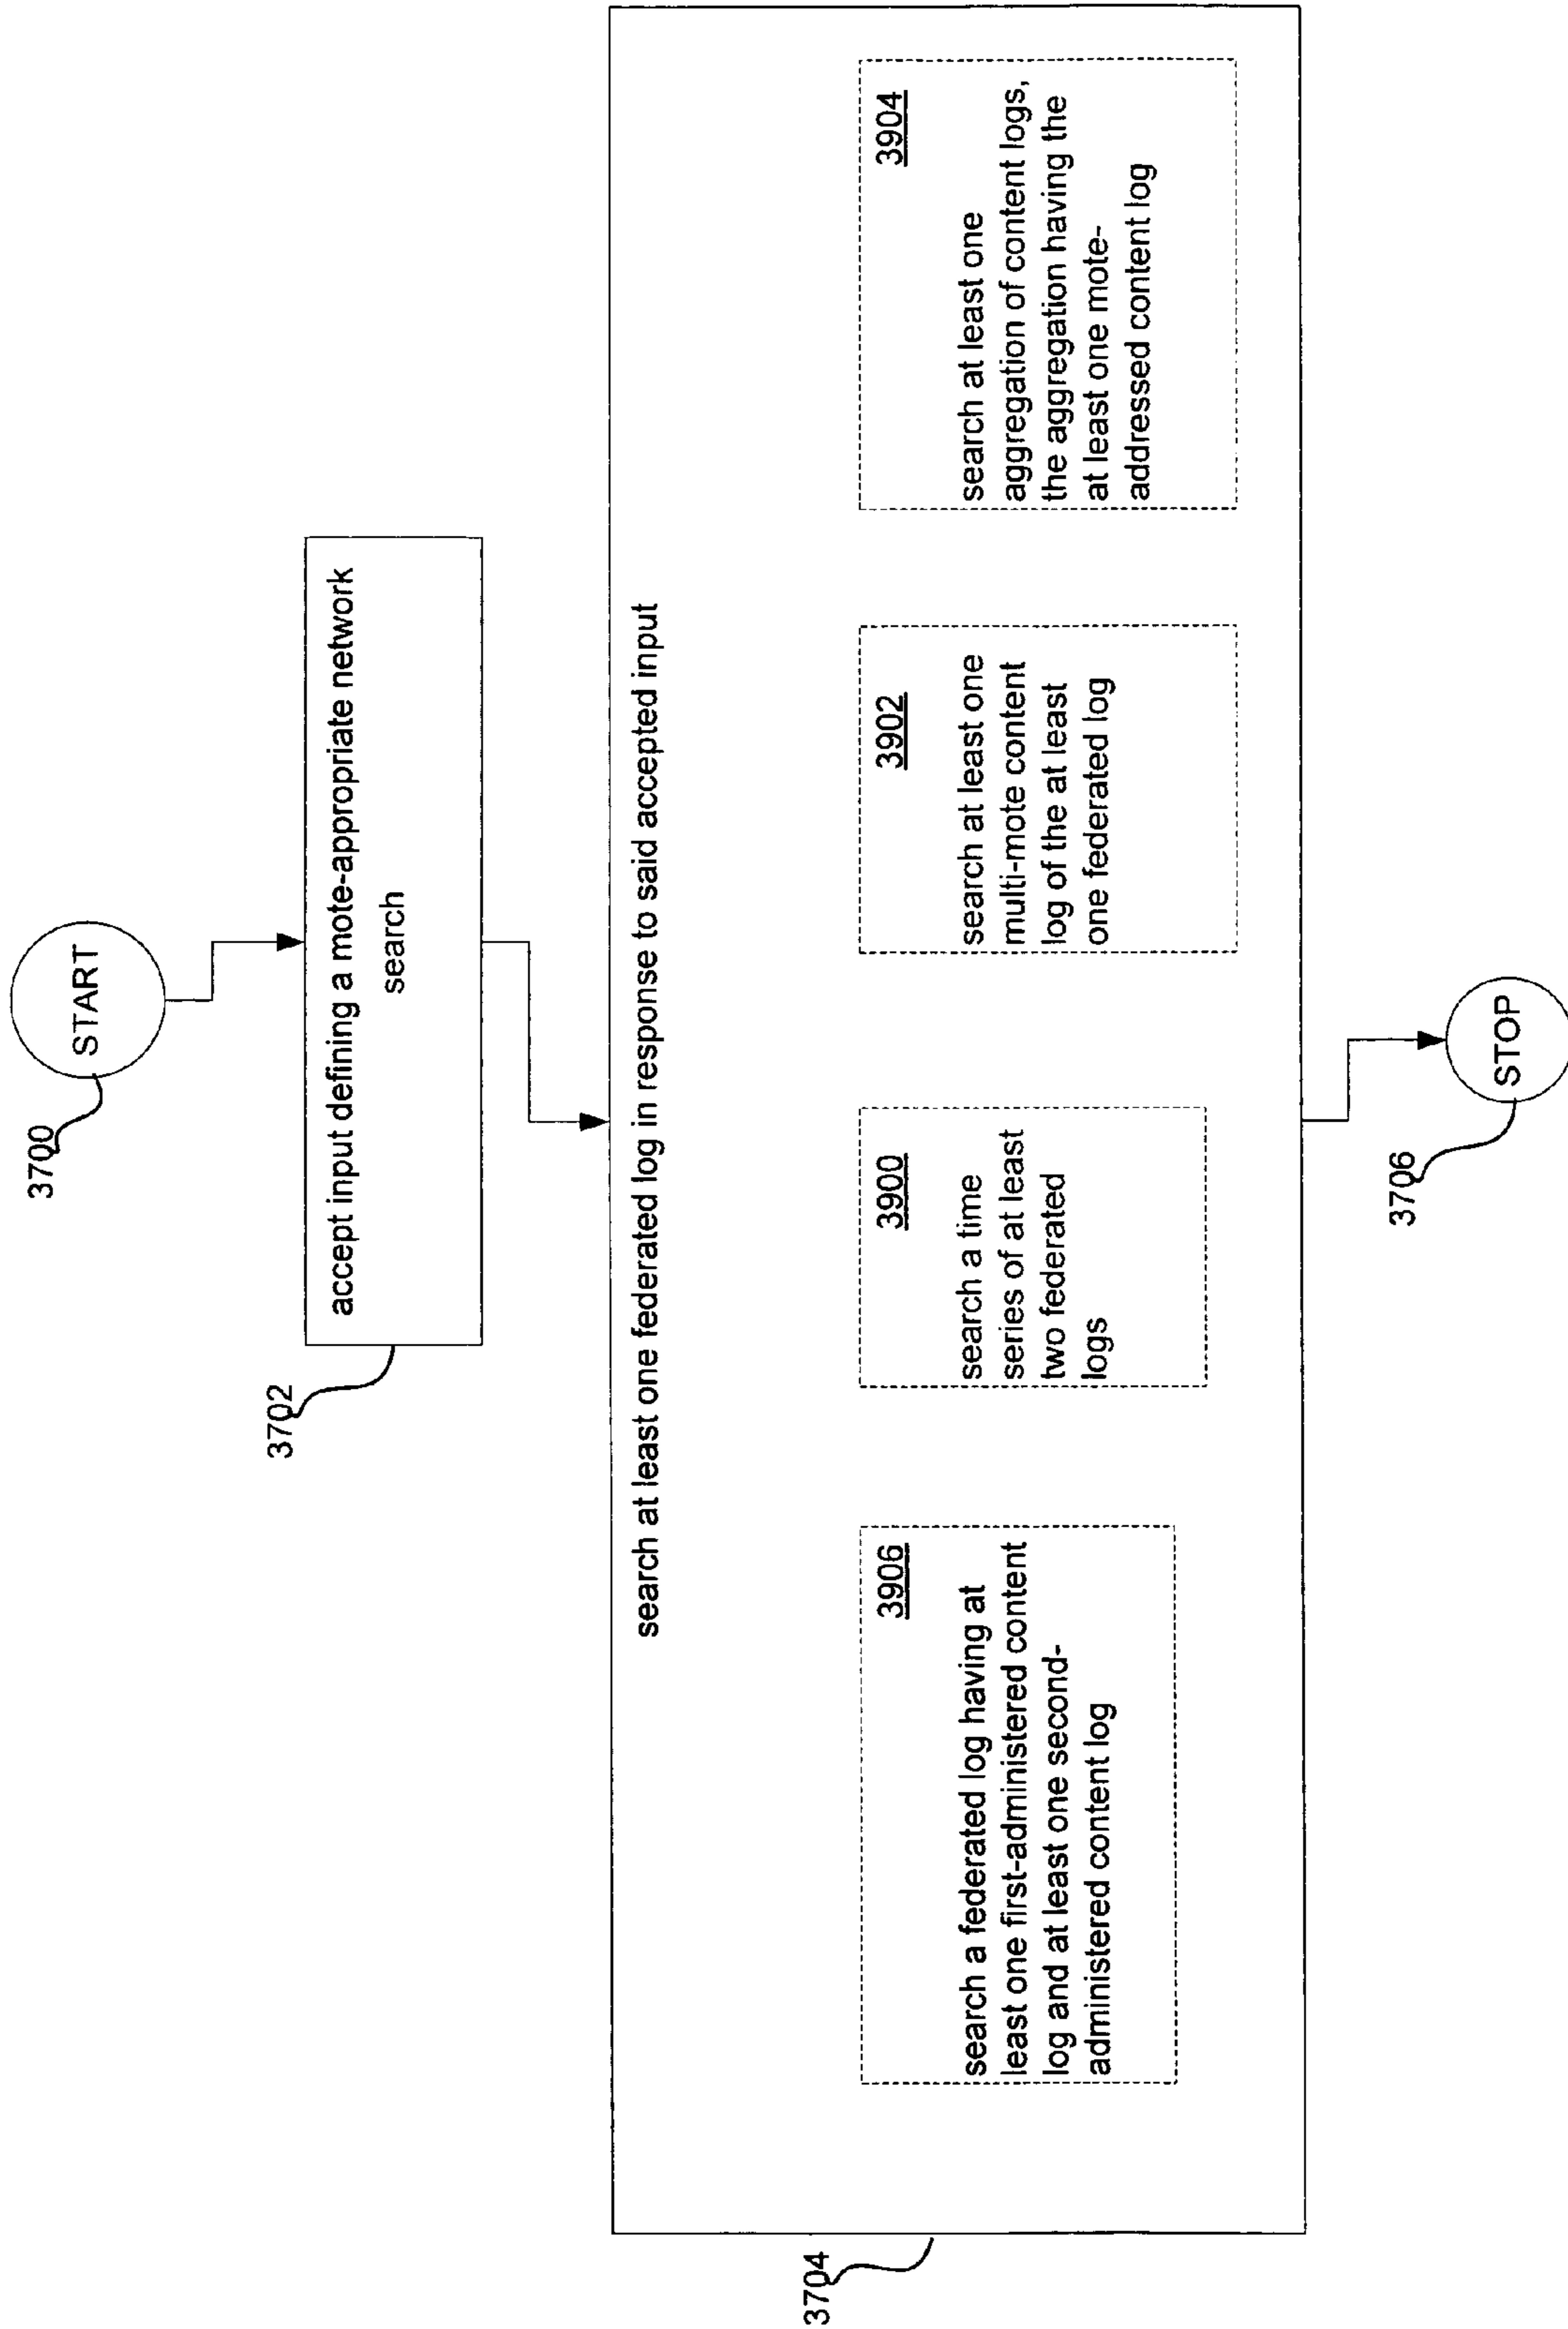 3700
START
3702
accept input defining a mote-appropriate network
search
3704
search at least one federated log in response to said accepted input
3906
search a federated log having at
least one first-administered content
log and at least one second-
administered content log
3900
search a time
series of at least
two federated
logs
3902
search at least one
multi-mote content
log of the at least
one federated log
3904
search at least one
aggregation of content logs,
the aggregation having the
at least one mote-
addressed content log
3706
STOP